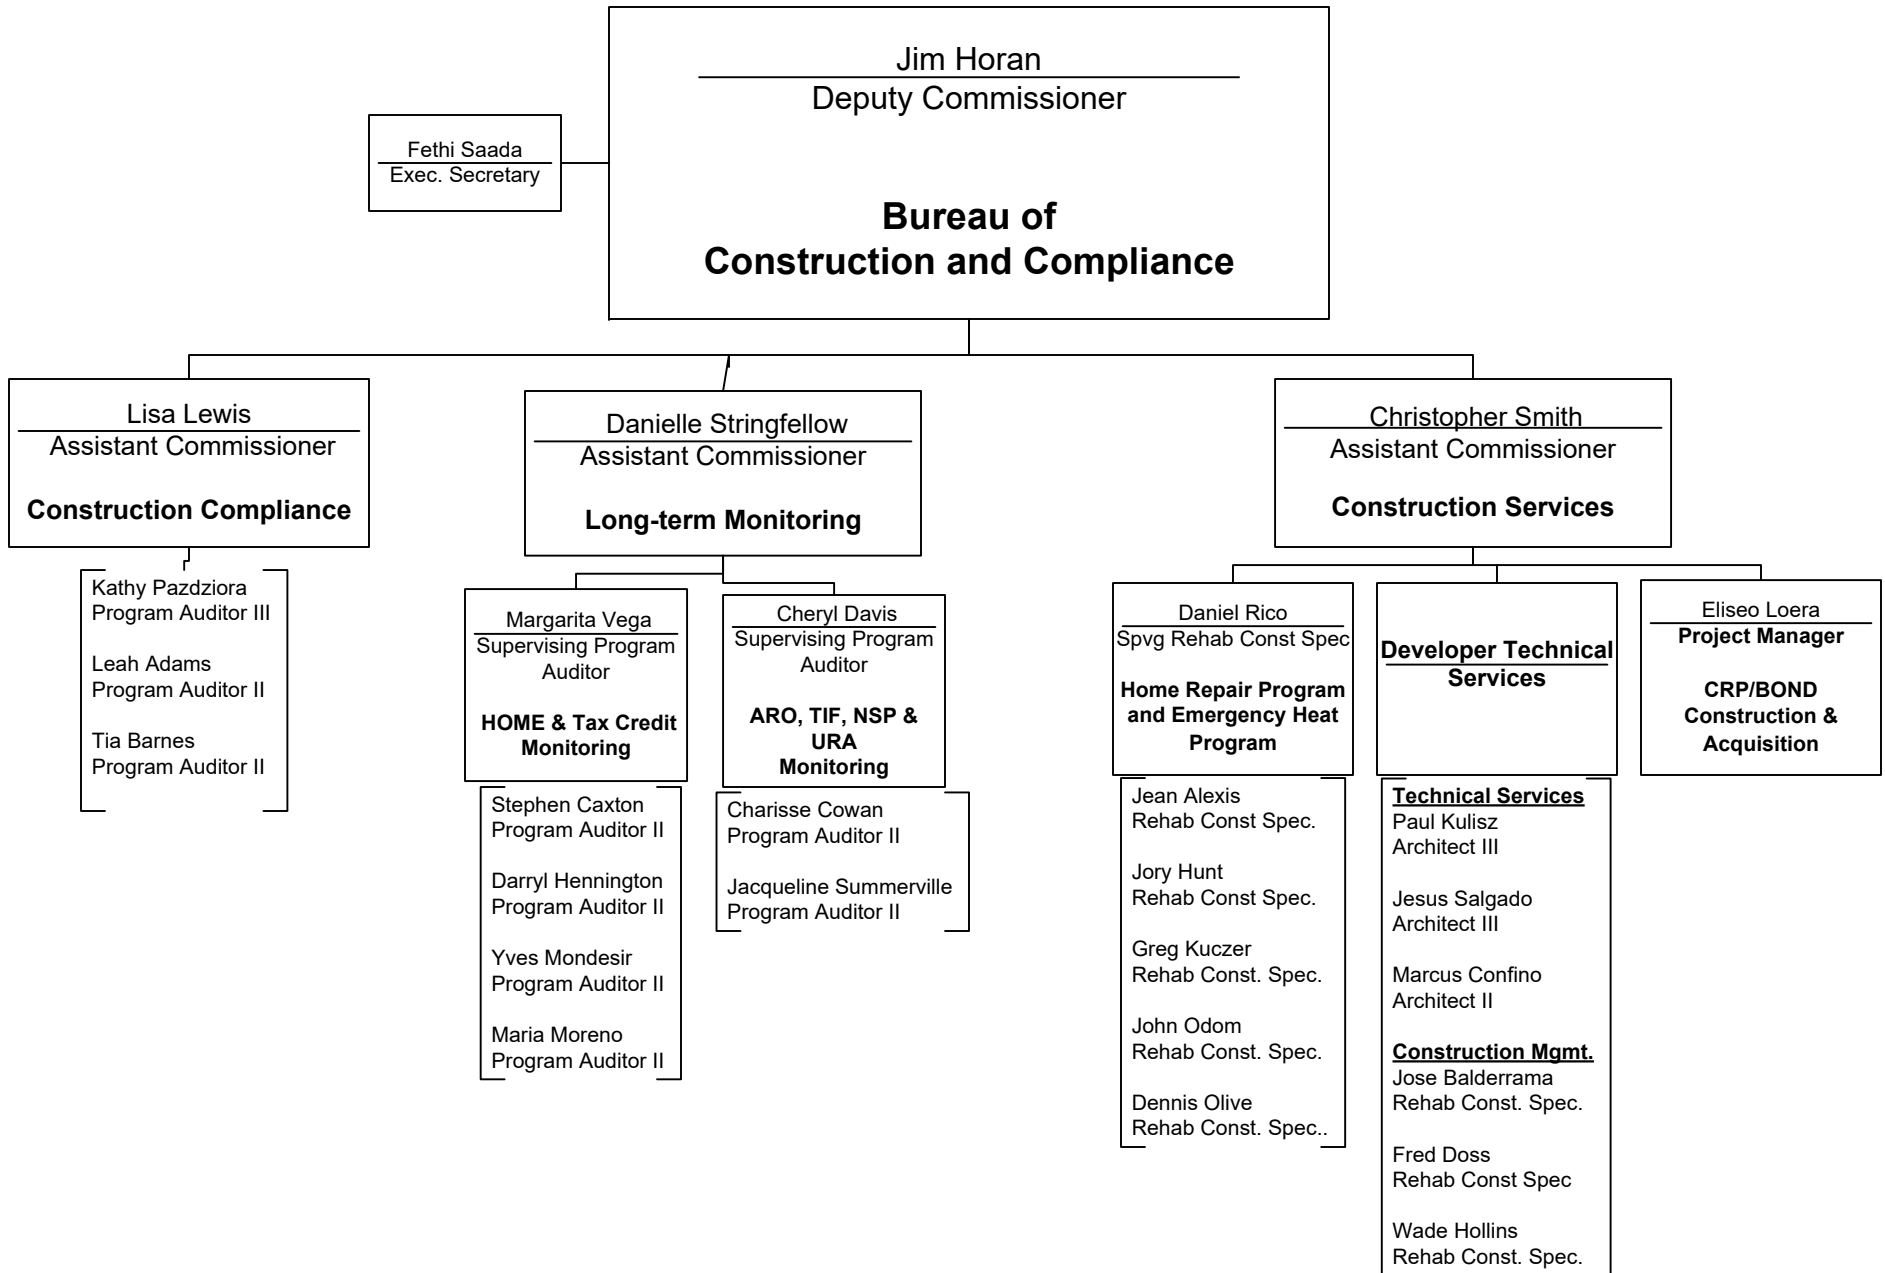 Jim Horan
Deputy Commissioner
Bureau of
Construction and Compliance
Fethi Saada
Exec. Secretary
Lisa Lewis
Assistant Commissioner
Construction Compliance
Kathy Pazdziora
Program Auditor III
Leah Adams
Program Auditor II
Tia Barnes
Program Auditor II
Danielle Stringfellow
Assistant Commissioner
Long-term Monitoring
Margarita Vega
Supervising Program
Auditor
HOME & Tax Credit
Monitoring
Stephen Caxton
Program Auditor II
Darryl Hennington
Program Auditor II
Yves Mondesir
Program Auditor II
Maria Moreno
Program Auditor II
Cheryl Davis
Supervising Program
Auditor
ARO, TIF, NSP &
URA
Monitoring
Charisse Cowan
Program Auditor II
Jacqueline Summerville
Program Auditor II
Christopher Smith
Assistant Commissioner
Construction Services
Daniel Rico
Spvg Rehab Const Spec
Home Repair Program
and Emergency Heat
Program
Jean Alexis
Rehab Const Spec.
Jory Hunt
Rehab Const Spec.
Greg Kuczer
Rehab Const. Spec.
John Odom
Rehab Const. Spec.
Dennis Olive
Rehab Const. Spec..
Developer Technical
Services
Technical Services
Paul Kulisz
Architect III
Jesus Salgado
Architect III
Marcus Confino
Architect II
Construction Mgmt.
Jose Balderrama
Rehab Const. Spec.
Fred Doss
Rehab Const Spec
Wade Hollins
Rehab Const. Spec.
Eliseo Loera
Project Manager
CRP/BOND
Construction &
Acquisition